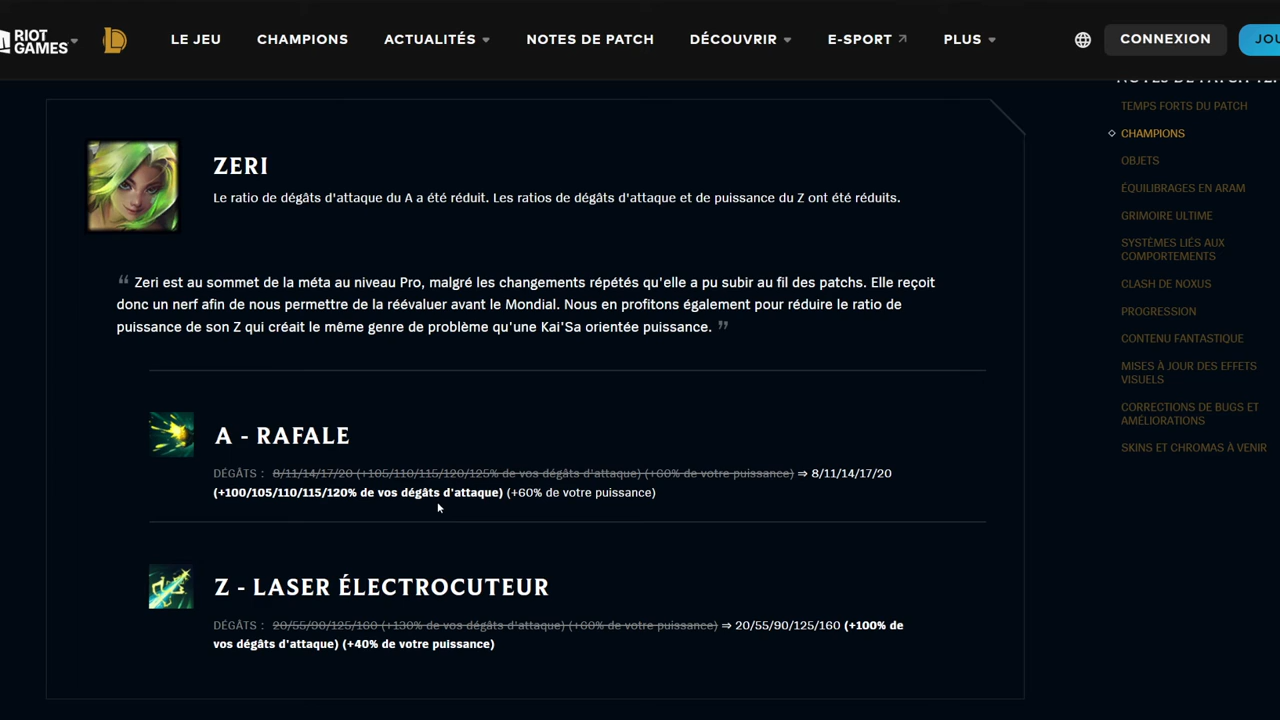 RIOT GAMES
LE JEU
CHAMPIONS
ACTUALITÉS
NOTES DE PATCH
DÉCOUVRIR
E-SPORT
PLUS
CONNEXION
ZERI
Le ratio de dégâts d'attaque du A a été réduit. Les ratios de dégâts d'attaque et de puissance du Z ont été réduits.
“ Zeri est au sommet de la méta au niveau Pro, malgré les changements répétés qu'elle a pu subir au fil des patchs. Elle reçoit
donc un nerf afin de nous permettre de la réévaluer avant le Mondial. Nous en profitons également pour réduire le ratio de
puissance de son Z qui créait le même genre de problème qu'une Kai'Sa orientée puissance. ”
A - RAFALE
DÉGÂTS : 8/11/14/17/20 (+105/110/115/120/125% de vos dégâts d'attaque) (+60% de votre puissance) ⇒ 8/11/14/17/20
(+100/105/110/115/120% de vos dégâts d'attaque) (+60% de votre puissance)
Z - LASER ÉLECTROCUTEUR
DÉGÂTS : 20/55/90/125/160 (+130% de vos dégâts d'attaque) (+60% de votre puissance) ⇒ 20/55/90/125/160 (+100% de
vos dégâts d'attaque) (+40% de votre puissance)
TEMPS FORTS DU PATCH
CHAMPIONS
OBJETS
ÉQUILIBRAGES EN ARAM
GRIMOIRE ULTIME
SYSTÈMES LIÉS AUX
COMPORTEMENTS
CLASH DE NOXUS
PROGRESSION
CONTENU FANTASTIQUE
MISES À JOUR DES EFFETS
VISUELS
CORRECTIONS DE BUGS ET
AMÉLIORATIONS
SKINS ET CHROMAS À VENIR